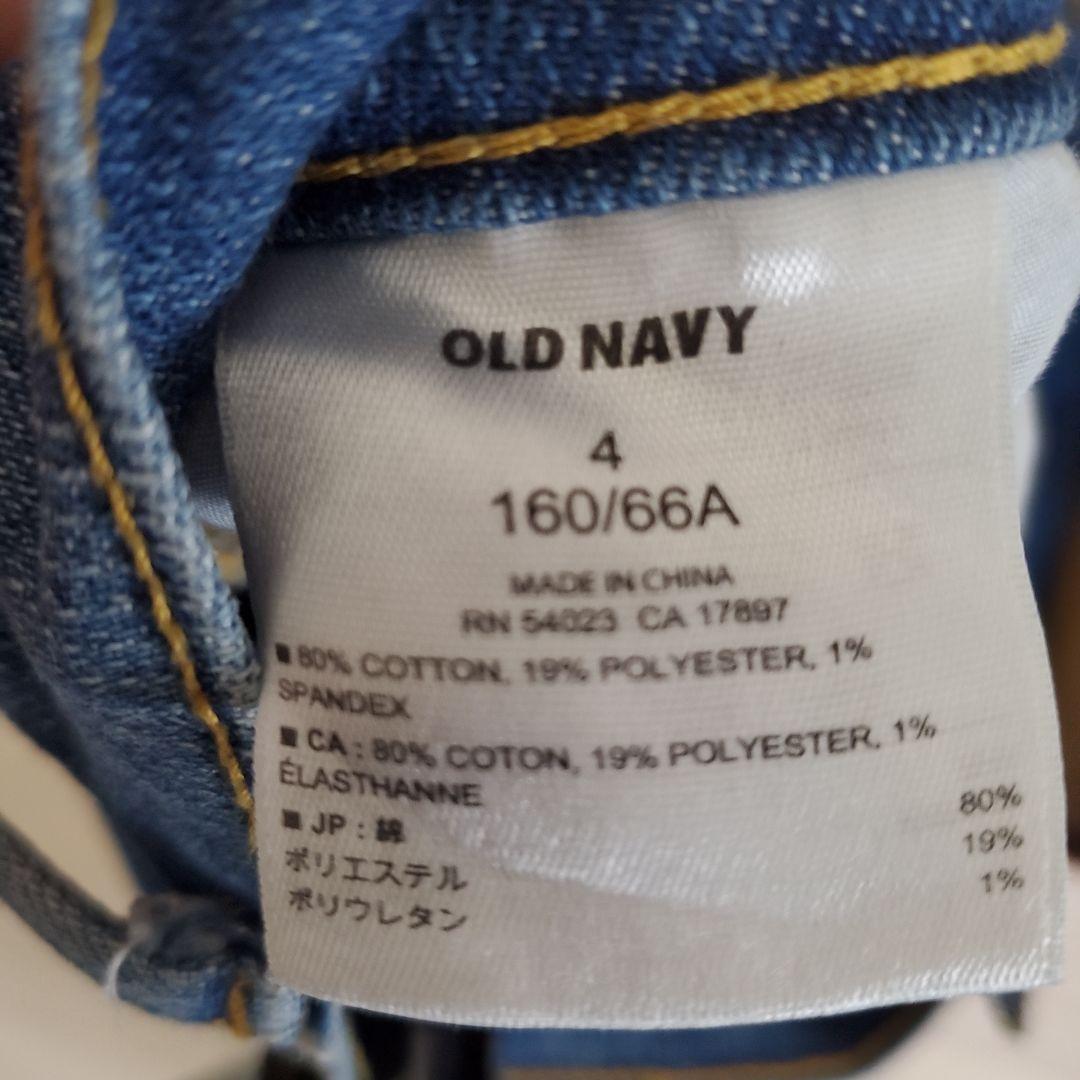 OLD NAVY
4
160/66A
MADE IN CHINA
RN 54023 CA 17897
■ 80% COTTON, 19% POLYESTER, 1%
SPANDEX
■ CA : 80% COTON, 19% POLYESTER, 1%
ÉLASTHANNE
■ JP : 綿 80%
ポリエステル 19%
ポリウレタン 1%